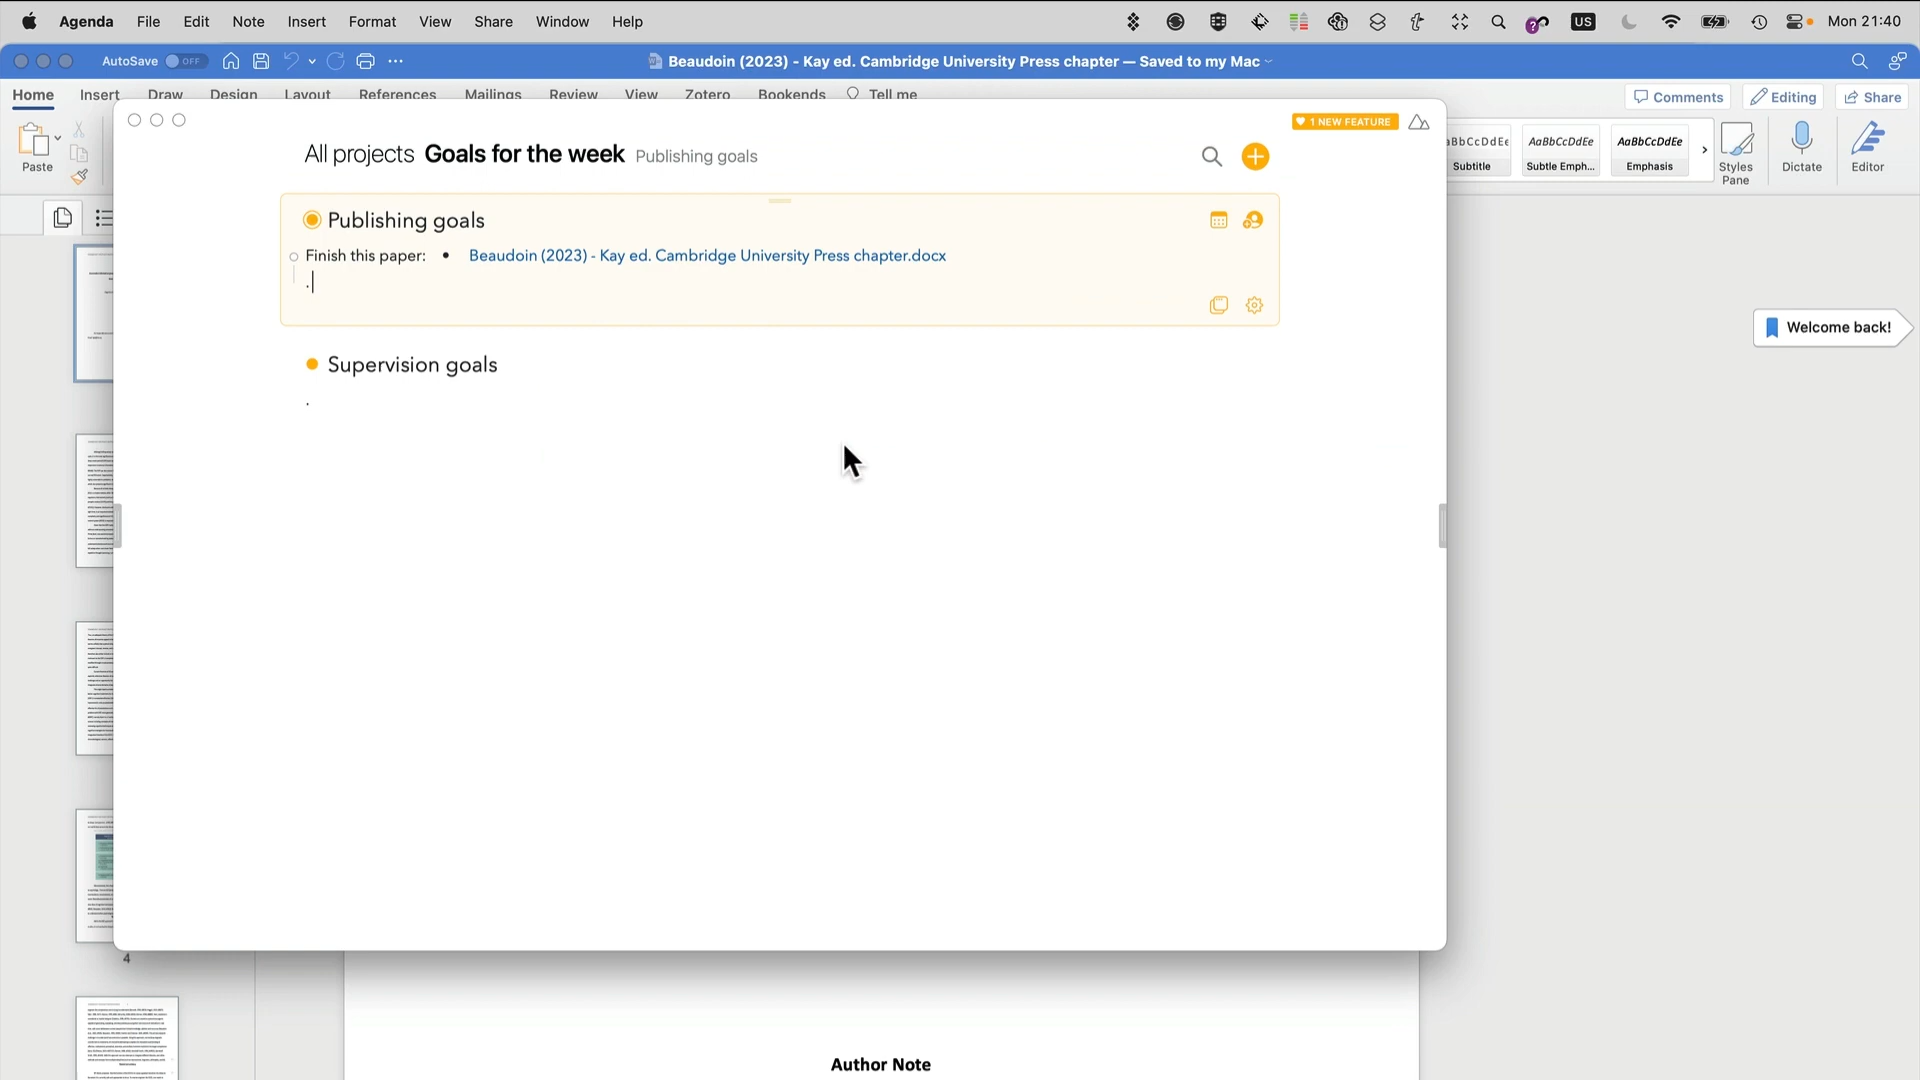 Agenda File Edit Note Insert Format View Share Window Help US Mon 21:40
AutoSave OFF Beaudoin (2023) - Kay ed. Cambridge University Press chapter — Saved to my Mac
Home Insert Draw Design Layout References Mailings Review View Zotero Bookends Tell me Comments Editing Share
Paste
1 NEW FEATURE
All projects Goals for the week Publishing goals
AaBbCcDdEe AaBbCcDdEe
Subtitle Subtle Emph... Emphasis Styles Pane Dictate Editor
Publishing goals
Finish this paper: • Beaudoin (2023) - Kay ed. Cambridge University Press chapter.docx
.
Welcome back!
Supervision goals
.
4
Author Note